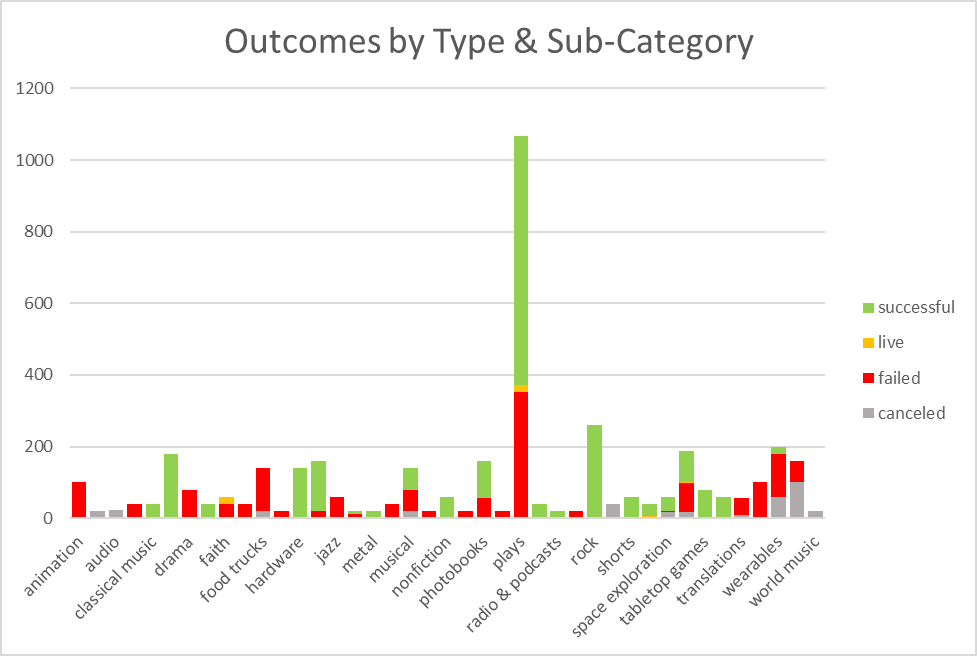 Outcomes by Type & Sub-Category
1200
1000
800
600
400
200
0
animation
audio
classical music
drama
faith
food trucks
hardware
jazz
metal
musical
nonfiction
photobooks
plays
radio & podcasts
rock
shorts
space exploration
tabletop games
translations
wearables
world music
successful
live
failed
canceled